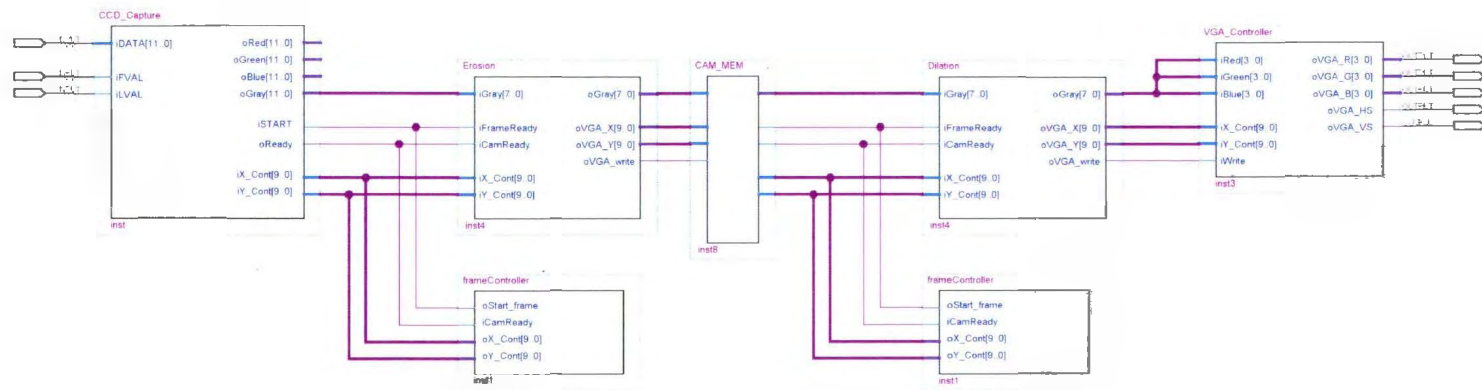 CCD_Capture
iDATA[11..0]
iFVAL
iLVAL
oRed[11..0]
oGreen[11..0]
oBlue[11..0]
oGray[11..0]
iSTART
oReady
iX_Cont[9..0]
iY_Cont[9..0]
inst
Erosion
iGray[7..0]
iFrameReady
iCamReady
iX_Cont[9..0]
iY_Cont[9..0]
oGray[7..0]
oVGA_X[9..0]
oVGA_Y[9..0]
oVGA_write
inst4
frameController
oStart_frame
iCamReady
oX_Cont[9..0]
oY_Cont[9..0]
CAM_MEM
inst8
Dilation
iGray[7..0]
iFrameReady
iCamReady
iX_Cont[9..0]
iY_Cont[9..0]
oGray[7..0]
oVGA_X[9..0]
oVGA_Y[9..0]
oVGA_write
inst4
frameController
oStart_frame
iCamReady
oX_Cont[9..0]
oY_Cont[9..0]
inst1
VGA_Controller
iRed[3..0]
iGreen[3..0]
iBlue[3..0]
iX_Cont[9..0]
iY_Cont[9..0]
iWrite
oVGA_R[3..0]
oVGA_G[3..0]
oVGA_B[3..0]
oVGA_HS
oVGA_VS
inst3